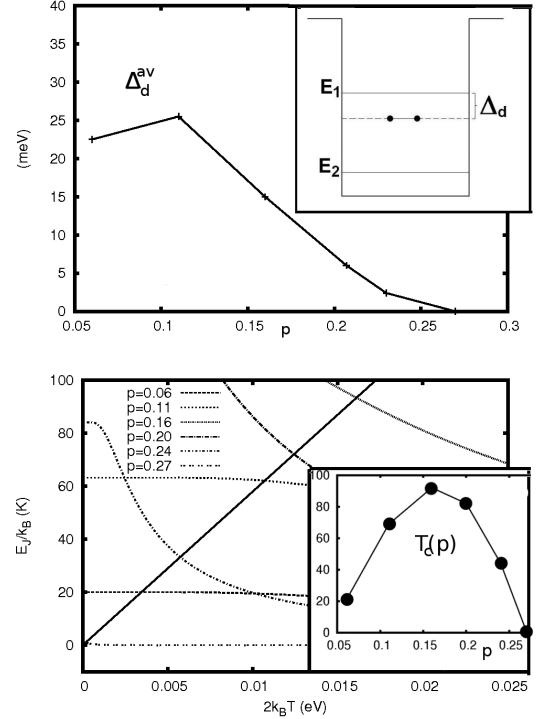 40
35
30
25
20
15
10
5
0
(meV)
Δ_d^av
E₁
Δ_d
E₂
0.05 0.1 0.15 0.2 0.25 0.3
p
100
80
60
40
20
0
E_J/k_B (K)
p=0.06
p=0.11
p=0.16
p=0.20
p=0.24
p=0.27
100
80
60
40
20
0
T_c(p)
0.05 0.1 0.15 0.2 0.25
p
0 0.005 0.01 0.015 0.02 0.025
2k_BT (eV)